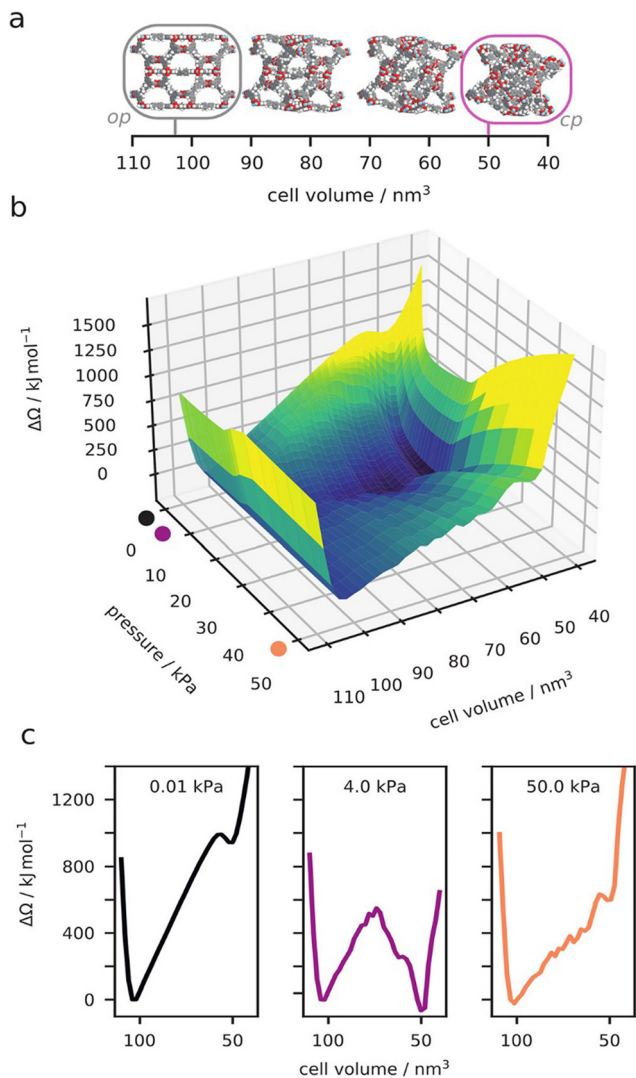 a
op
cp
110 100 90 80 70 60 50 40
cell volume / nm³
b
1500
1250
1000
750
500
250
0
ΔΩ / kJ mol⁻¹
0
10
20
30
40
50
pressure / kPa
110 100 90 80 70 60 50 40
cell volume / nm³
c
0.01 kPa 4.0 kPa 50.0 kPa
1200
800
400
0
ΔΩ / kJ mol⁻¹
100 50 100 50 100 50
cell volume / nm³